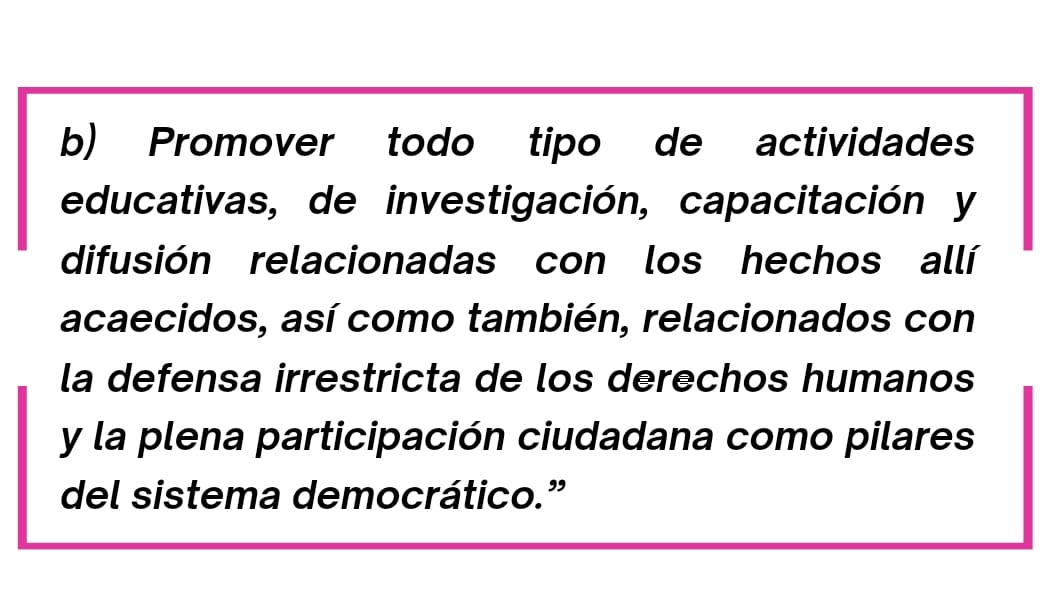 b) Promover todo tipo de actividades
educativas, de investigación, capacitación y
difusión relacionadas con los hechos allí
acaecidos, así como también, relacionados con
la defensa irrestricta de los derechos humanos
y la plena participación ciudadana como pilares
del sistema democrático.”